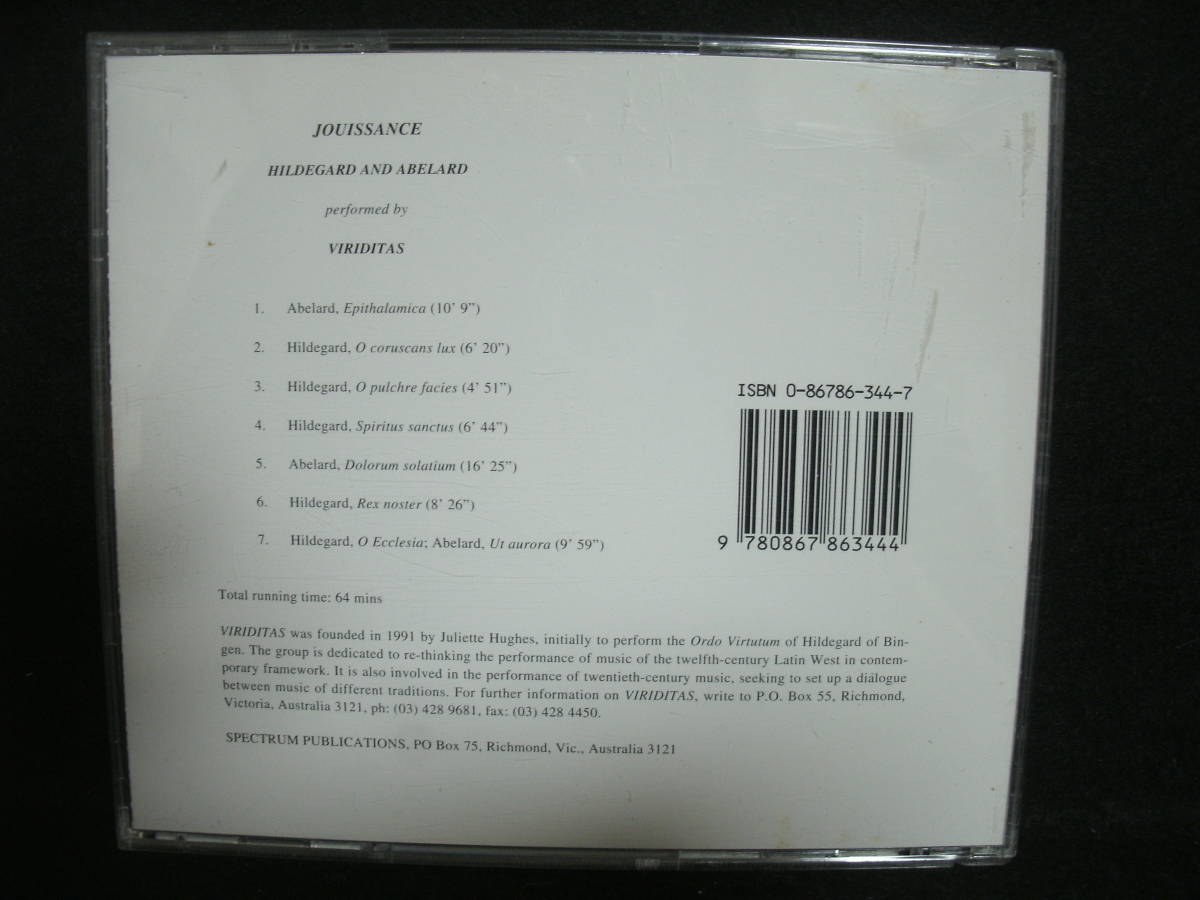 JOUISSANCE
HILDEGARD AND ABELARD
performed by
VIRIDITAS
1. Abelard, Epithalamica (10’ 9”)
2. Hildegard, O coruscans lux (6’ 20”)
3. Hildegard, O pulchre facies (4’ 51”)
4. Hildegard, Spiritus sanctus (6’ 44”)
5. Abelard, Dolorum solatium (16’ 25”)
6. Hildegard, Rex noster (8’ 26”)
7. Hildegard, O Ecclesia; Abelard, Ut aurora (9’ 59”)
ISBN 0-86786-344-7
9 780867 863444
Total running time: 64 mins
VIRIDITAS was founded in 1991 by Juliette Hughes, initially to perform the Ordo Virtutum of Hildegard of Bin-
gen. The group is dedicated to re-thinking the performance of music of the twelfth-century Latin West in contem-
porary framework. It is also involved in the performance of twentieth-century music, seeking to set up a dialogue
between music of different traditions. For further information on VIRIDITAS, write to P.O. Box 55, Richmond,
Victoria, Australia 3121, ph: (03) 428 9681, fax: (03) 428 4450.
SPECTRUM PUBLICATIONS, PO Box 75, Richmond, Vic., Australia 3121